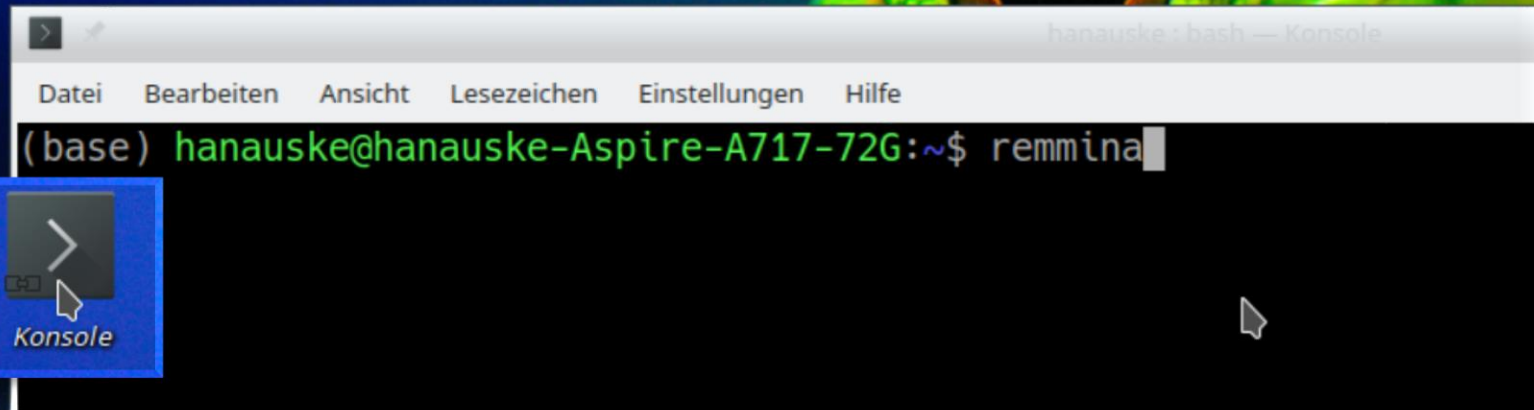 hanauske : bash — Konsole
Datei Bearbeiten Ansicht Lesezeichen Einstellungen Hilfe
(base) hanauske@hanauske-Aspire-A717-72G:~$ remmina
Konsole